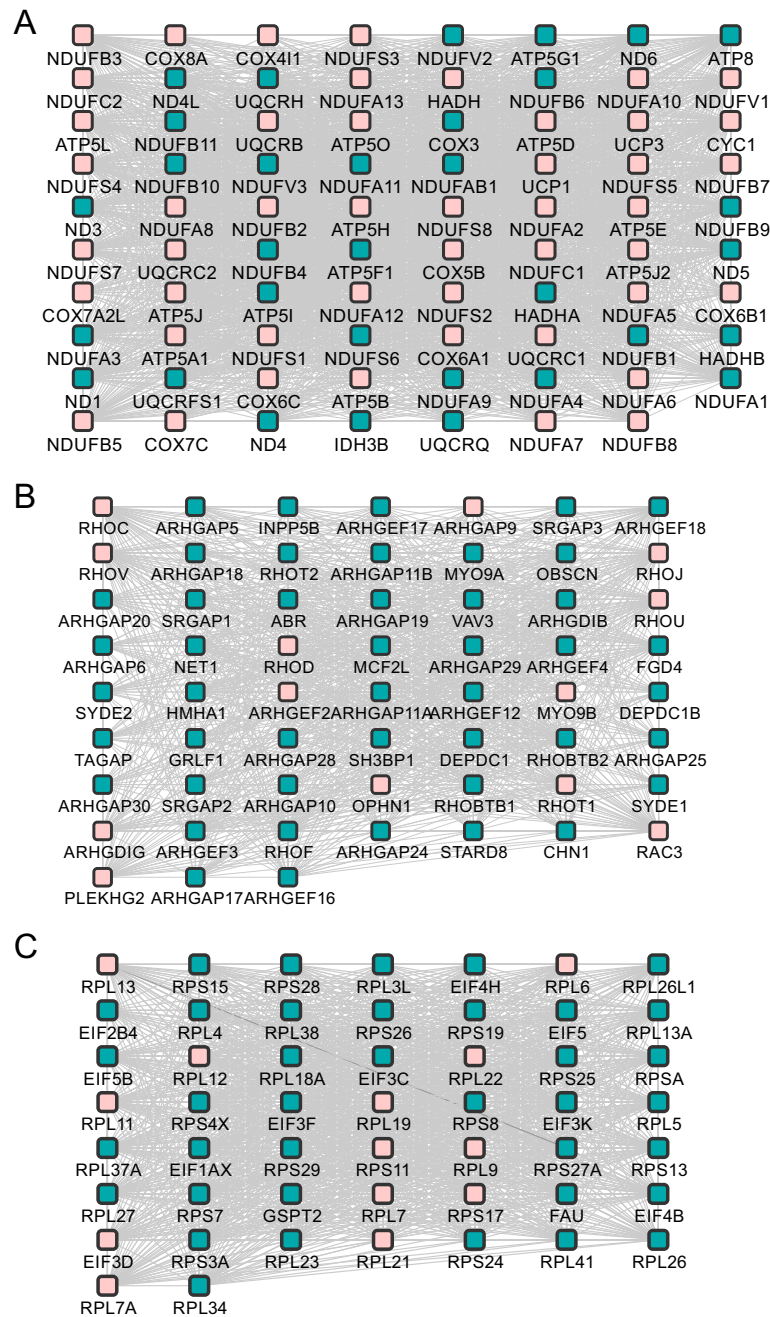 A
NDUFB3 COX8A COX4I1 NDUFS3 NDUFV2 ATP5G1 ND6 ATP8
NDUFC2 ND4L UQCRH NDUFA13 HADH NDUFB6 NDUFA10 NDUFV1
ATP5L NDUFB11 UQCRB ATP5O COX3 ATP5D UCP3 CYC1
NDUFS4 NDUFB10 NDUFV3 NDUFA11 NDUFAB1 UCP1 NDUFS5 NDUFB7
ND3 NDUFA8 NDUFB2 ATP5H NDUFS8 NDUFA2 ATP5E NDUFB9
NDUFS7 UQCRC2 NDUFB4 ATP5F1 COX5B NDUFC1 ATP5J2 ND5
COX7A2L ATP5J ATP5I NDUFA12 NDUFS2 HADHA NDUFA5 COX6B1
NDUFA3 ATP5A1 NDUFS1 NDUFS6 COX6A1 UQCRC1 NDUFB1 HADHB
ND1 UQCRFS1 COX6C ATP5B NDUFA9 NDUFA4 NDUFA6 NDUFA1
NDUFB5 COX7C ND4 IDH3B UQCRQ NDUFA7 NDUFB8
B
RHOC ARHGAP5 INPP5B ARHGEF17 ARHGAP9 SRGAP3 ARHGEF18
RHOV ARHGAP18 RHOT2 ARHGAP11B MYO9A OBSCN RHOJ
ARHGAP20 SRGAP1 ABR ARHGAP19 VAV3 ARHGDIB RHOU
ARHGAP6 NET1 RHOD MCF2L ARHGAP29 ARHGEF4 FGD4
SYDE2 HMHA1 ARHGEF2 ARHGAP11A ARHGEF12 MYO9B DEPDC1B
TAGAP GRLF1 ARHGAP28 SH3BP1 DEPDC1 RHOBTB2 ARHGAP25
ARHGAP30 SRGAP2 ARHGAP10 OPHN1 RHOBTB1 RHOT1 SYDE1
ARHGDIG ARHGEF3 RHOF ARHGAP24 STARD8 CHN1 RAC3
PLEKHG2 ARHGAP17 ARHGEF16
C
RPL13 RPS15 RPS28 RPL3L EIF4H RPL6 RPL26L1
EIF2B4 RPL4 RPL38 RPS26 RPS19 EIF5 RPL13A
EIF5B RPL12 RPL18A EIF3C RPL22 RPS25 RPSA
RPL11 RPS4X EIF3F RPL19 RPS8 EIF3K RPL5
RPL37A EIF1AX RPS29 RPS11 RPL9 RPS27A RPS13
RPL27 RPS7 GSPT2 RPL7 RPS17 FAU EIF4B
EIF3D RPS3A RPL23 RPL21 RPS24 RPL41 RPL26
RPL7A RPL34